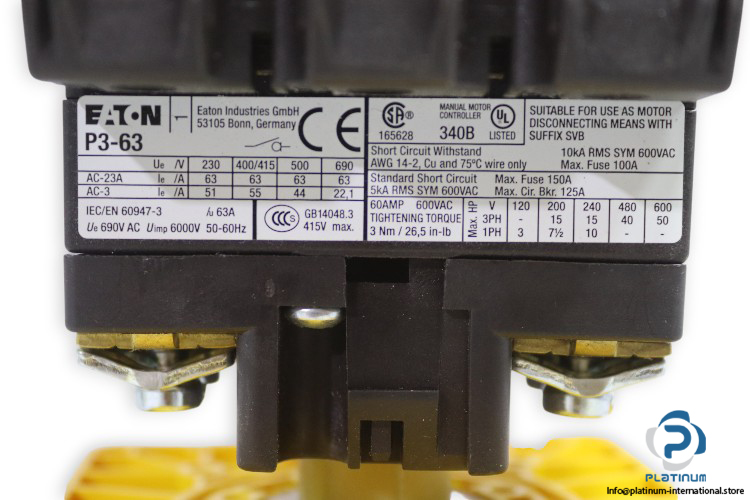 EATON 1 Eaton Industries GmbH
53105 Bonn, Germany
CE
P3-63
Ue /V 230 400/415 500 690
AC-23A Ie /A 63 63 63 63
AC-3 Ie /A 51 55 44 22,1
IEC/EN 60947-3 Iu 63A
Ue 690V AC Uimp 6000V 50-60Hz
CCC S GB14048.3
415V max.
SA 165628
MANUAL MOTOR
CONTROLLER
340B
UL LISTED
SUITABLE FOR USE AS MOTOR
DISCONNECTING MEANS WITH
SUFFIX SVB
Short Circuit Withstand 10kA RMS SYM 600VAC
AWG 14-2, Cu and 75°C wire only Max. Fuse 100A
Standard Short Circuit Max. Fuse 150A
5kA RMS SYM 600VAC Max. Cir. Bkr. 125A
60AMP 600VAC
TIGHTENING TORQUE
3 Nm / 26,5 in-lb
Max. HP
V 120 200 240 480 600
3PH - 15 15 40 50
1PH 3 7½ 10 - -
PLATINUM
info@platinum-international.store